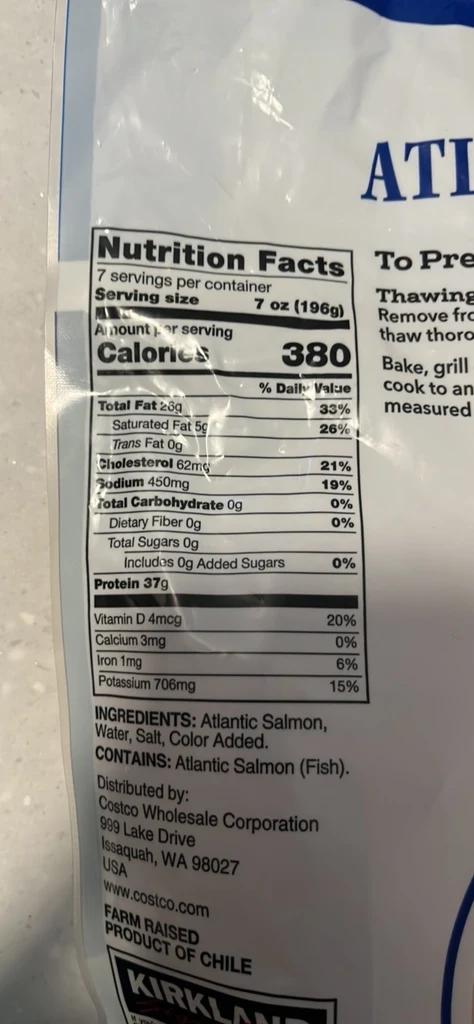 ATL
Nutrition Facts
7 servings per container
Serving size 7 oz (196g)
Amount per serving
Calories 380
% Daily Value
Total Fat 26g 33%
Saturated Fat 5g 26%
Trans Fat 0g
Cholesterol 62mg 21%
Sodium 450mg 19%
Total Carbohydrate 0g 0%
Dietary Fiber 0g 0%
Total Sugars 0g
Includes 0g Added Sugars 0%
Protein 37g
Vitamin D 4mcg 20%
Calcium 3mg 0%
Iron 1mg 6%
Potassium 706mg 15%
INGREDIENTS: Atlantic Salmon,
Water, Salt, Color Added.
CONTAINS: Atlantic Salmon (Fish).
Distributed by:
Costco Wholesale Corporation
999 Lake Drive
Issaquah, WA 98027
USA
www.costco.com
FARM RAISED
PRODUCT OF CHILE
KIRKLAND
To Pre
Thawing
Remove fro
thaw thoro
Bake, grill
cook to an
measured